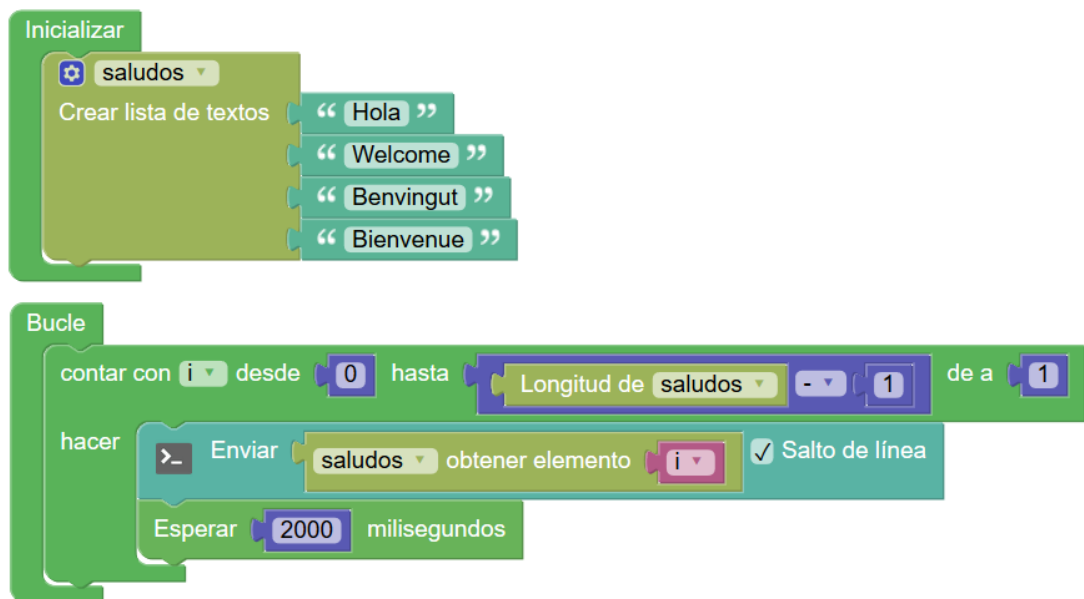 Inicializar
saludos
Crear lista de textos “ Hola ”
“ Welcome ”
“ Benvingut ”
“ Bienvenue ”
Bucle
contar con i desde 0 hasta Longitud de saludos - 1 de a 1
hacer >_ Enviar saludos obtener elemento i ✓ Salto de línea
Esperar 2000 milisegundos